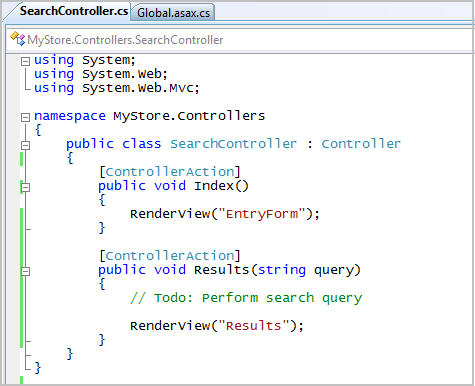 SearchController.cs Global.asax.cs
MyStore.Controllers.SearchController
using System;
using System.Web;
using System.Web.Mvc;
namespace MyStore.Controllers
{
    public class SearchController : Controller
    {
        [ControllerAction]
        public void Index()
        {
            RenderView("EntryForm");
        }
        [ControllerAction]
        public void Results(string query)
        {
            // Todo: Perform search query
            RenderView("Results");
        }
    }
}